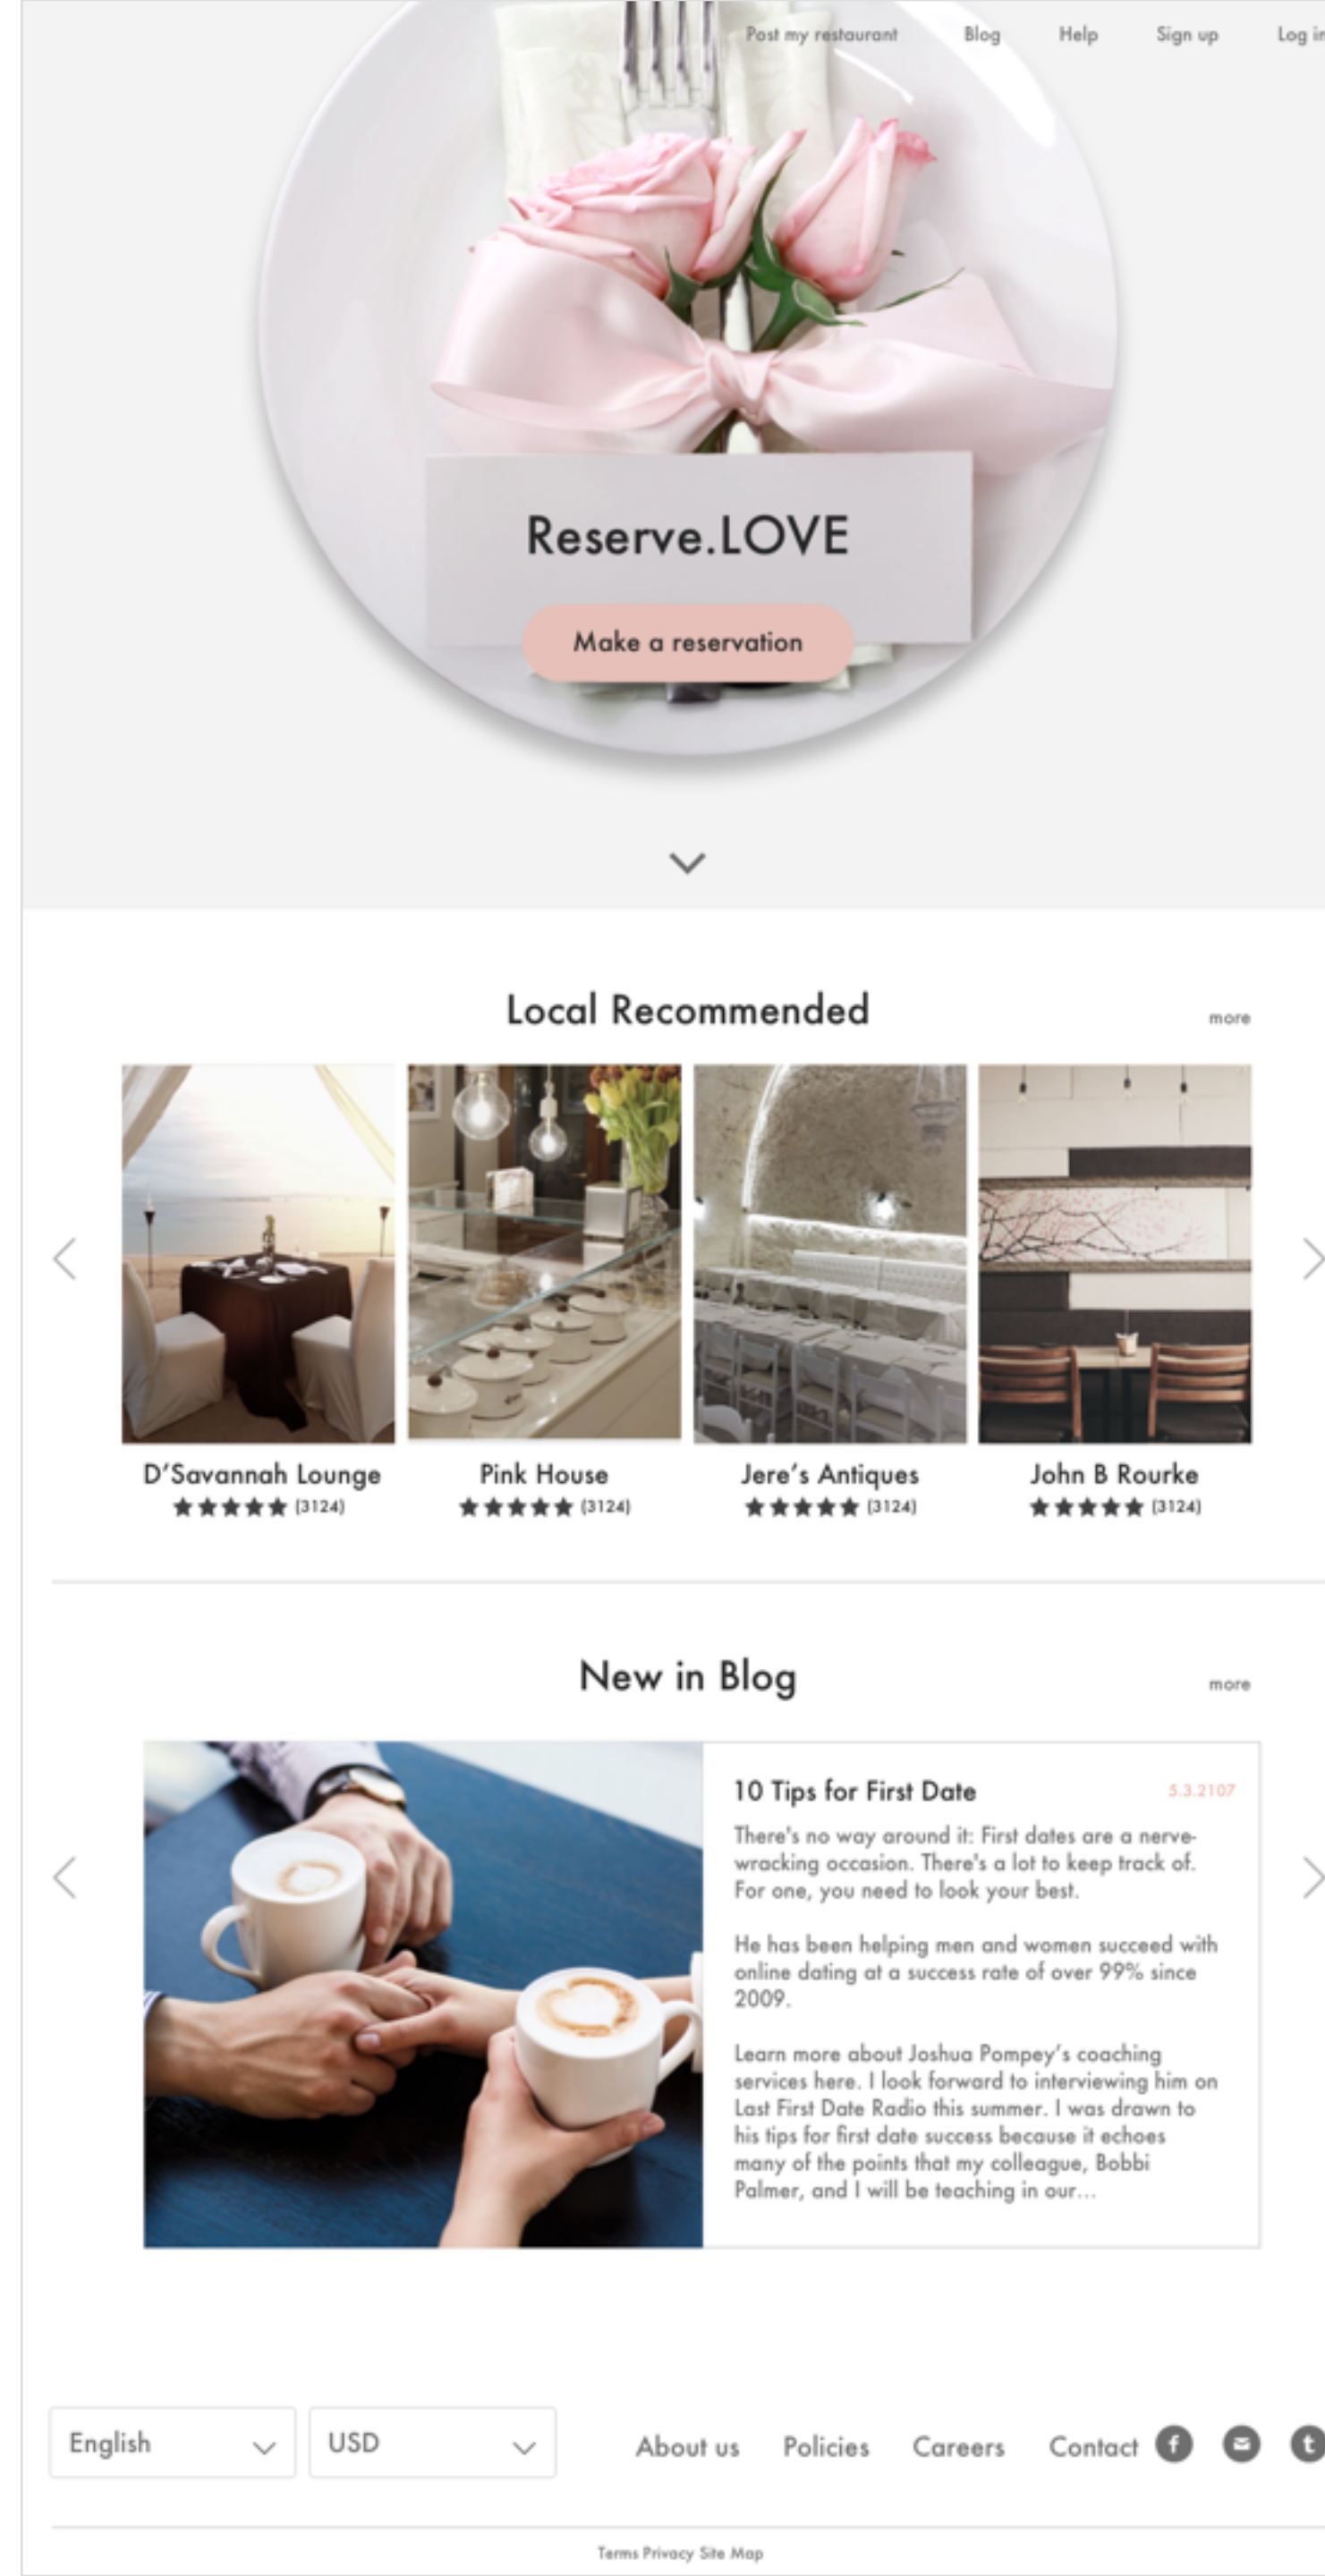 Post my restaurant Blog Help Sign up Log in
Reserve.LOVE
Make a reservation
Local Recommended
more
D'Savannah Lounge
(3124)
Pink House
(3124)
Jere's Antiques
(3124)
John B Rourke
(3124)
New in Blog
more
10 Tips for First Date
5.3.2107
There's no way around it: First dates are a nerve-
wracking occasion. There's a lot to keep track of.
For one, you need to look your best.
He has been helping men and women succeed with
online dating at a success rate of over 99% since
2009.
Learn more about Joshua Pompey's coaching
services here. I look forward to interviewing him on
Last First Date Radio this summer. I was drawn to
his tips for first date success because it echoes
many of the points that my colleague, Bobbi
Palmer, and I will be teaching in our...
English
USD
About us Policies Careers Contact
Terms Privacy Site Map